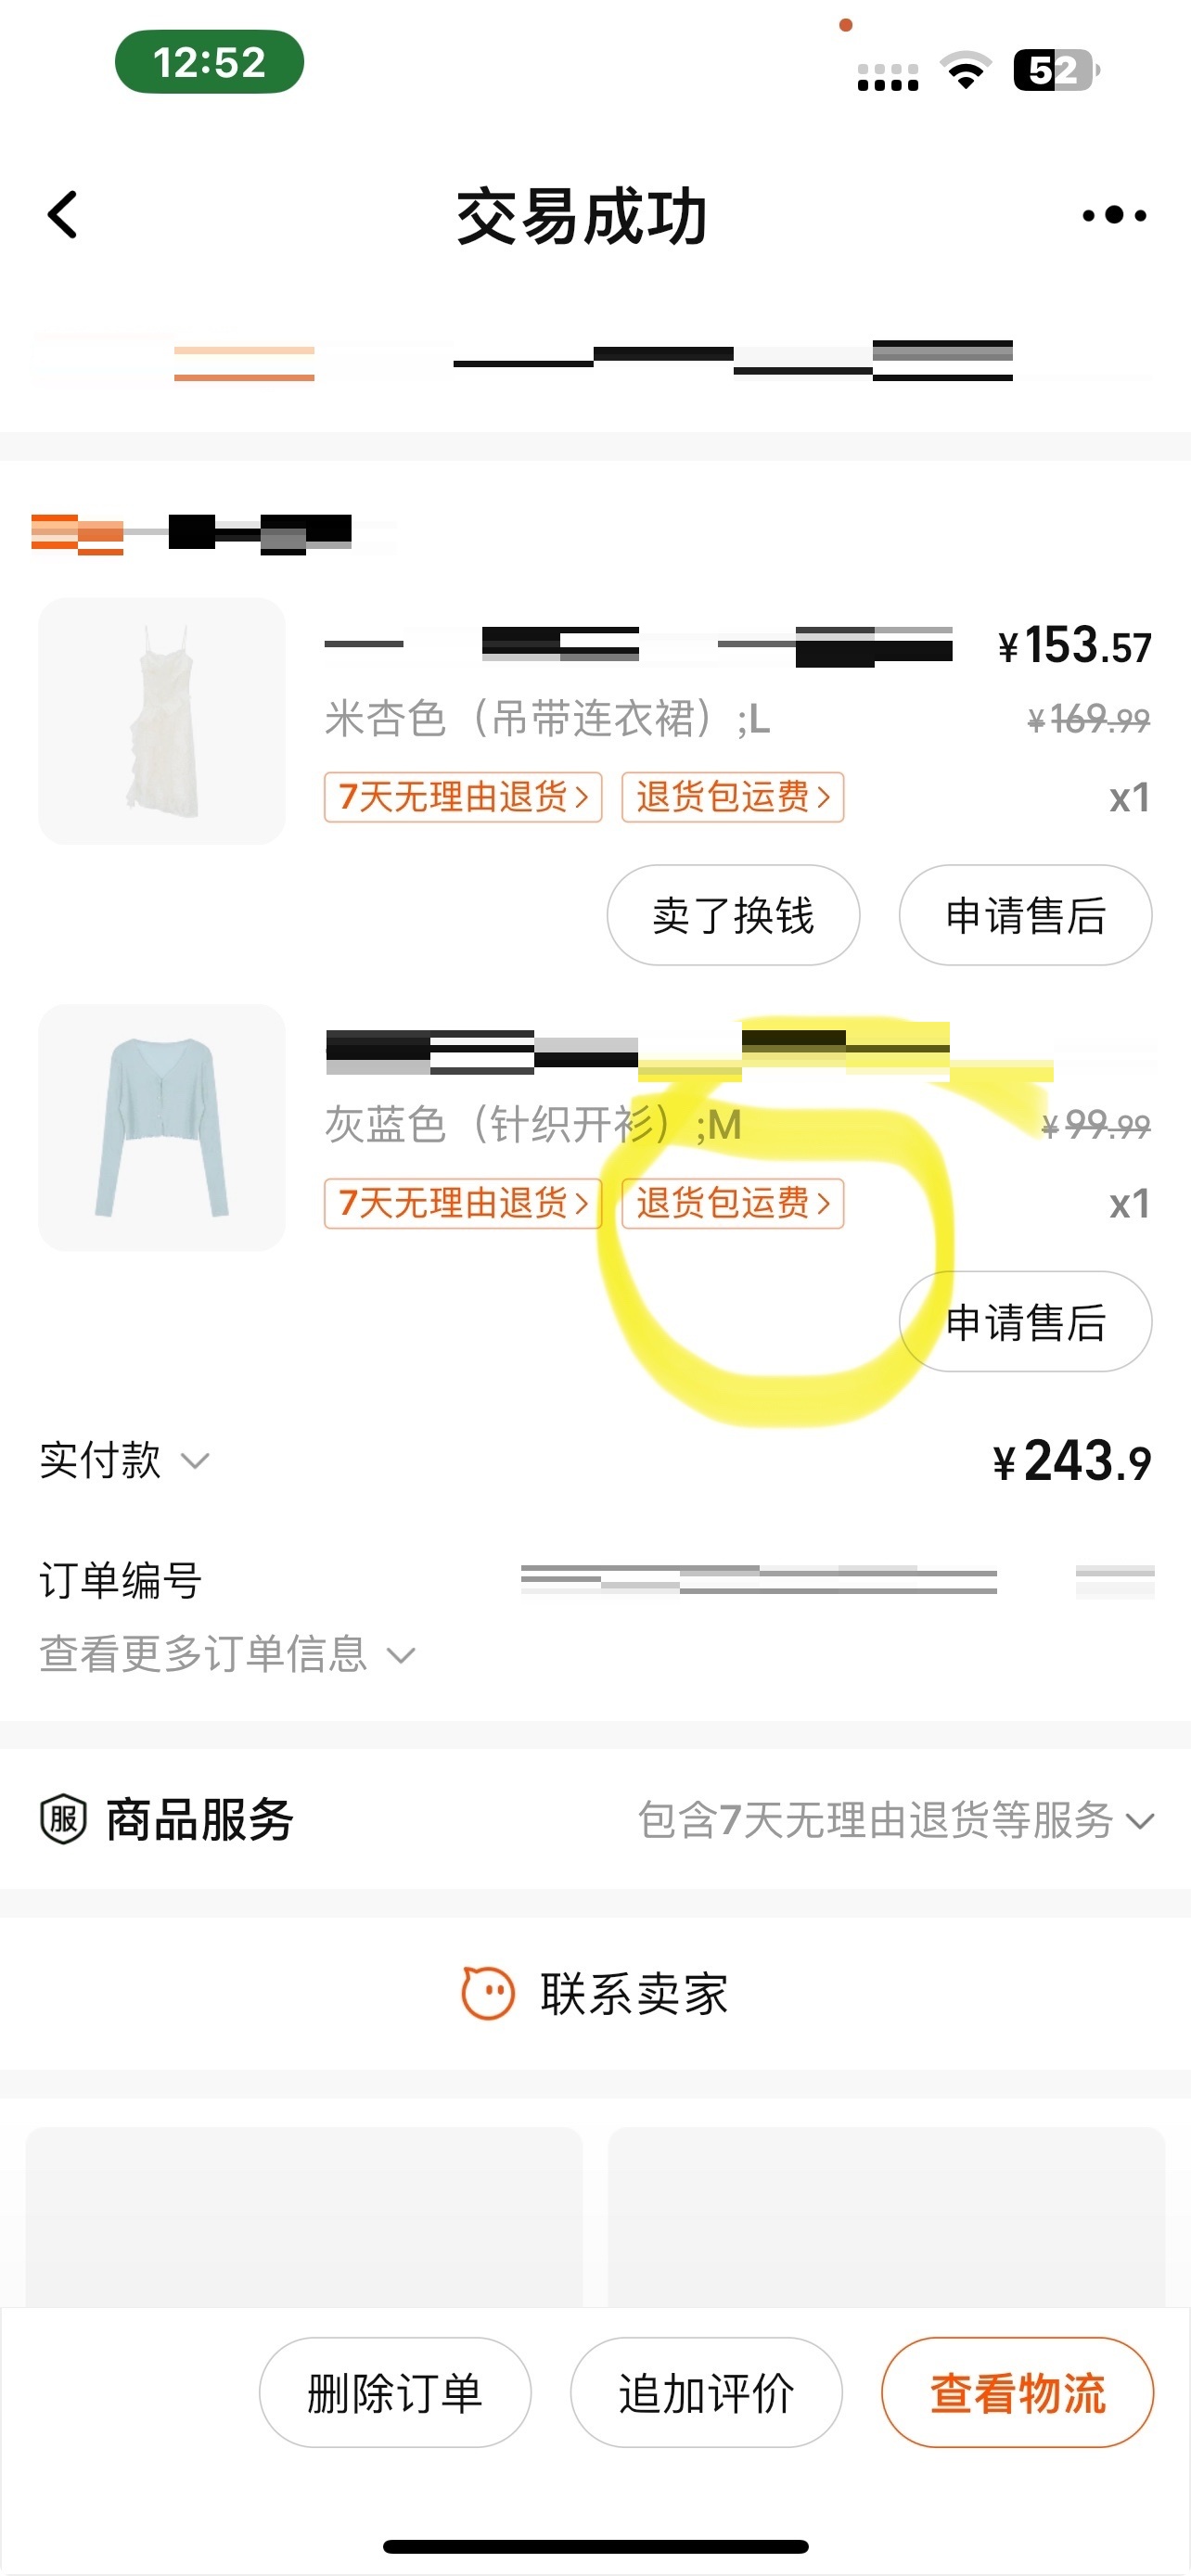 12:52
52
交易成功
¥153.57
米杏色（吊带连衣裙）;L
¥169.99
7天无理由退货
退货包运费
x1
卖了换钱
申请售后
灰蓝色（针织开衫）;M
¥99.99
7天无理由退货
退货包运费
x1
申请售后
实付款
¥243.9
订单编号
查看更多订单信息
服 商品服务
包含7天无理由退货等服务
联系卖家
删除订单
追加评价
查看物流